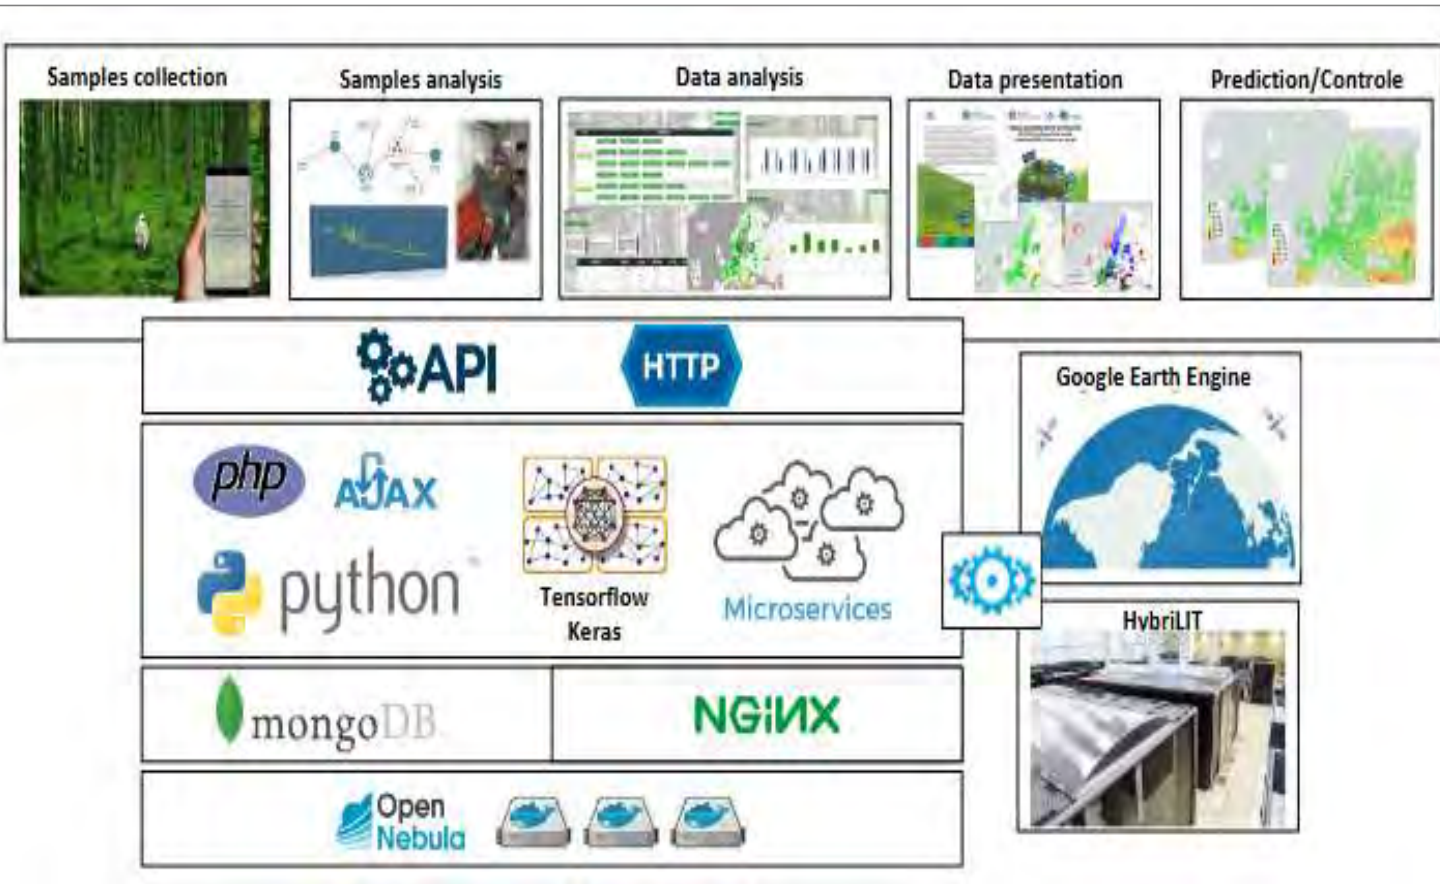 Samples collection
Samples analysis
Data analysis
Data presentation
Prediction/Controle
API
HTTP
Google Earth Engine
php
AJAX
python
Tensorflow
Keras
Microservices
HybriLIT
mongoDB
NGiNX
Open
Nebula